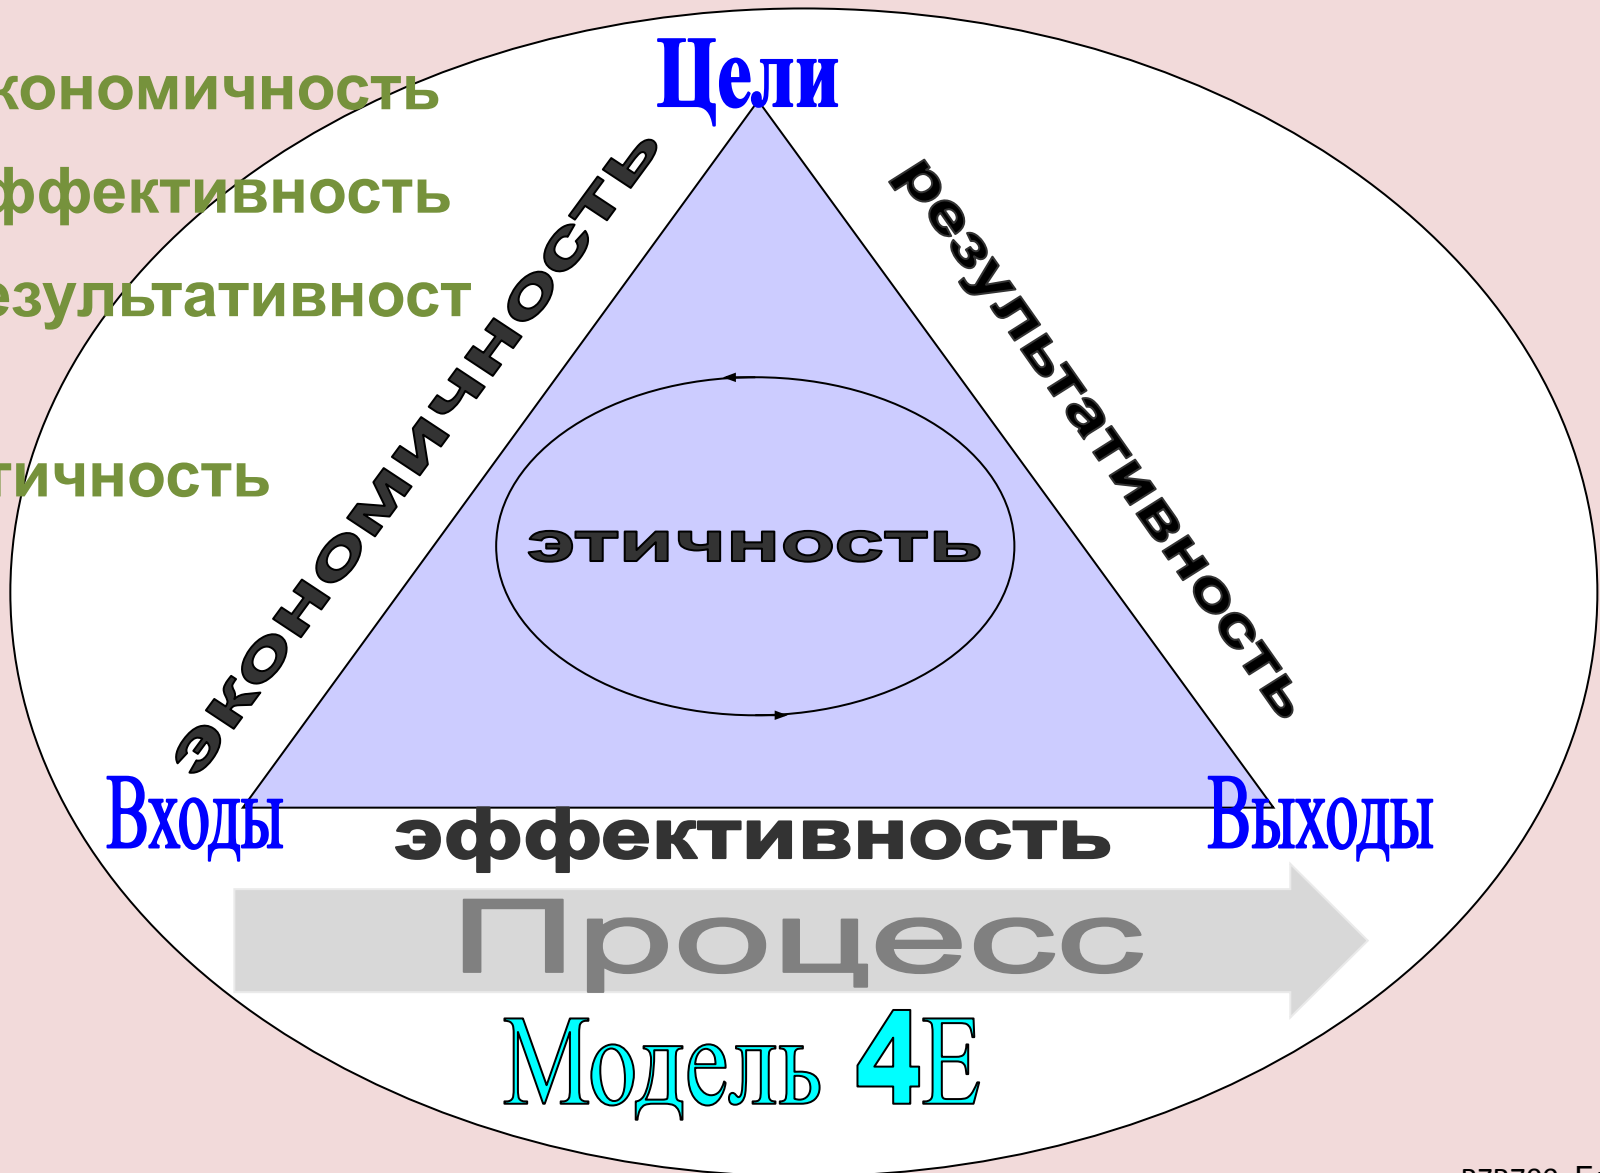 Цели
кономичность
ффективность
езультативност
тичность
экономичность
результативность
этичность
Входы
Выходы
эффективность
Процесс
Модель 4Е